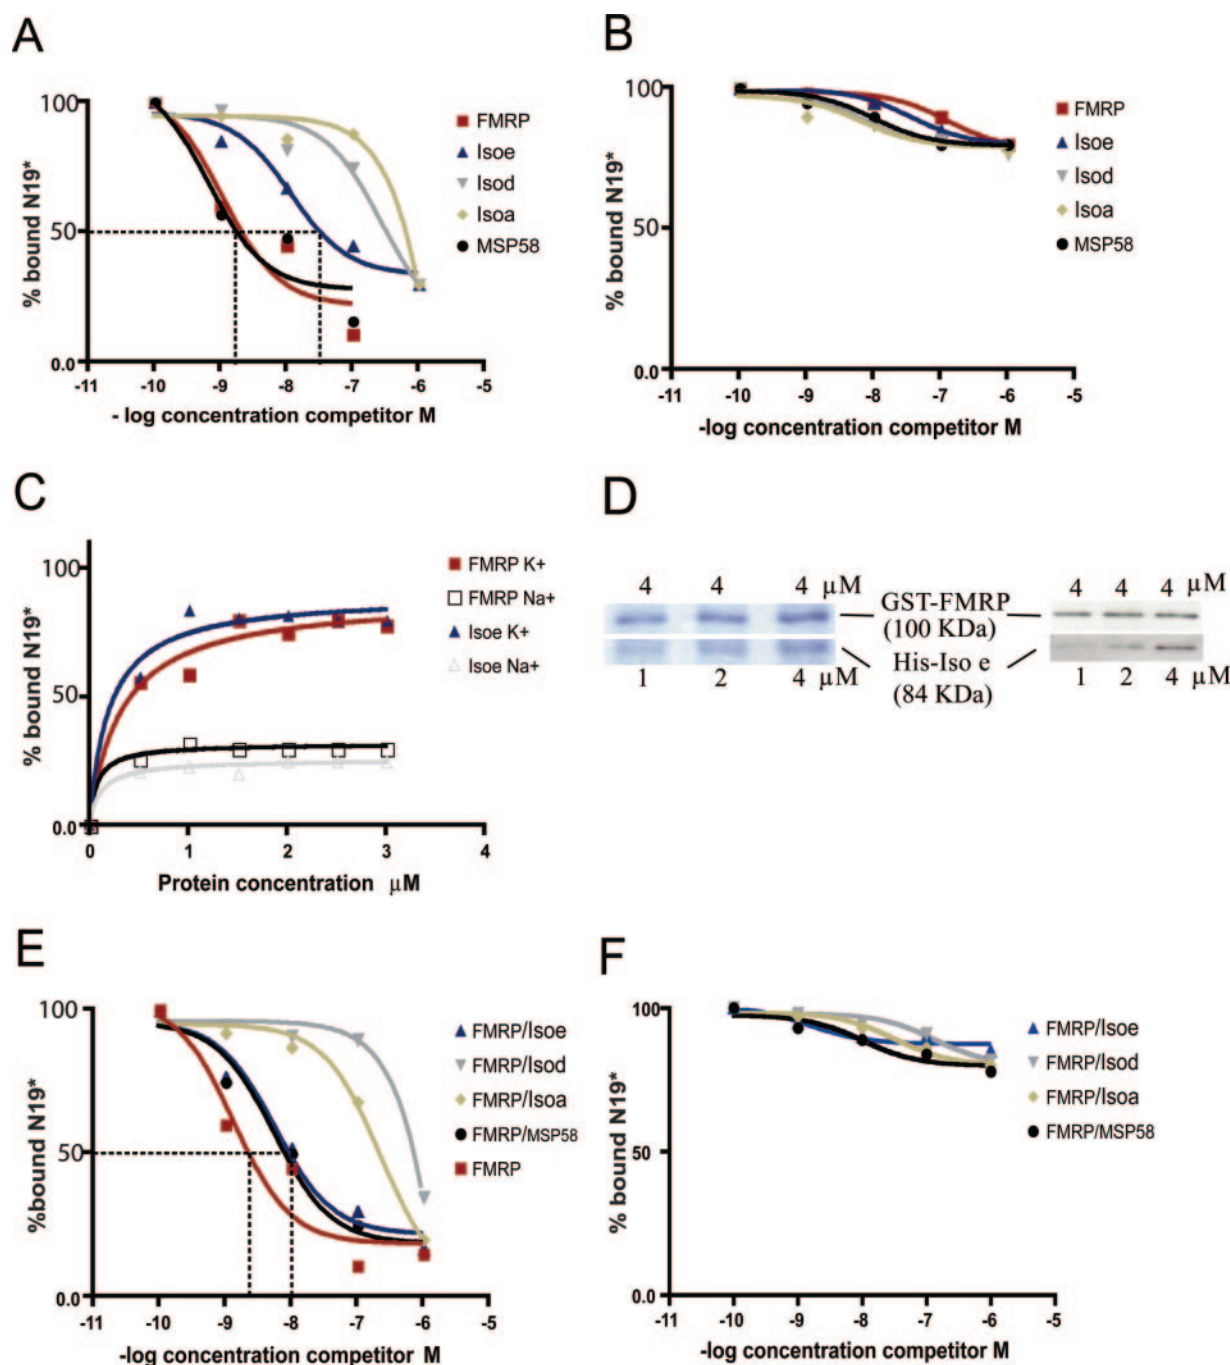 A
100
50
0.0
% bound N19*
-11 -10 -9 -8 -7 -6 -5
- log concentration competitor M
FMRP
Isoe
Isod
Isoa
MSP58
B
100
50
0.0
% bound N19*
-11 -10 -9 -8 -7 -6 -5
-log concentration competitor M
FMRP
Isoe
Isod
Isoa
MSP58
C
100
50
0.0
% bound N19*
0 1 2 3 4
Protein concentration μM
FMRP K+
FMRP Na+
Isoe K+
Isoe Na+
D
4 4 4 μM
GST-FMRP
(100 KDa)
4 4 4 μM
His-Iso e
(84 KDa)
1 2 4 μM
1 2 4 μM
E
100
50
0.0
%bound N19*
-11 -10 -9 -8 -7 -6 -5
-log concentration competitor M
FMRP/Isoe
FMRP/Isod
FMRP/Isoa
FMRP/MSP58
FMRP
F
100
50
0.0
% bound N19*
-11 -10 -9 -8 -7 -6 -5
-log concentration competitor M
FMRP/Isoe
FMRP/Isod
FMRP/Isoa
FMRP/MSP58